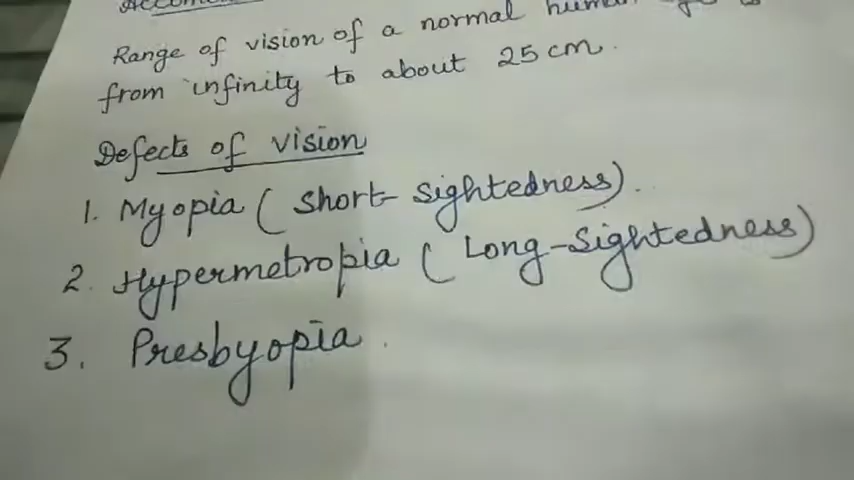 Range of vision of a normal human
from infinity to about 25 cm.
Defects of vision
1. Myopia ( Short-sightedness).
2. Hypermetropia ( Long-sightedness)
3. Presbyopia.